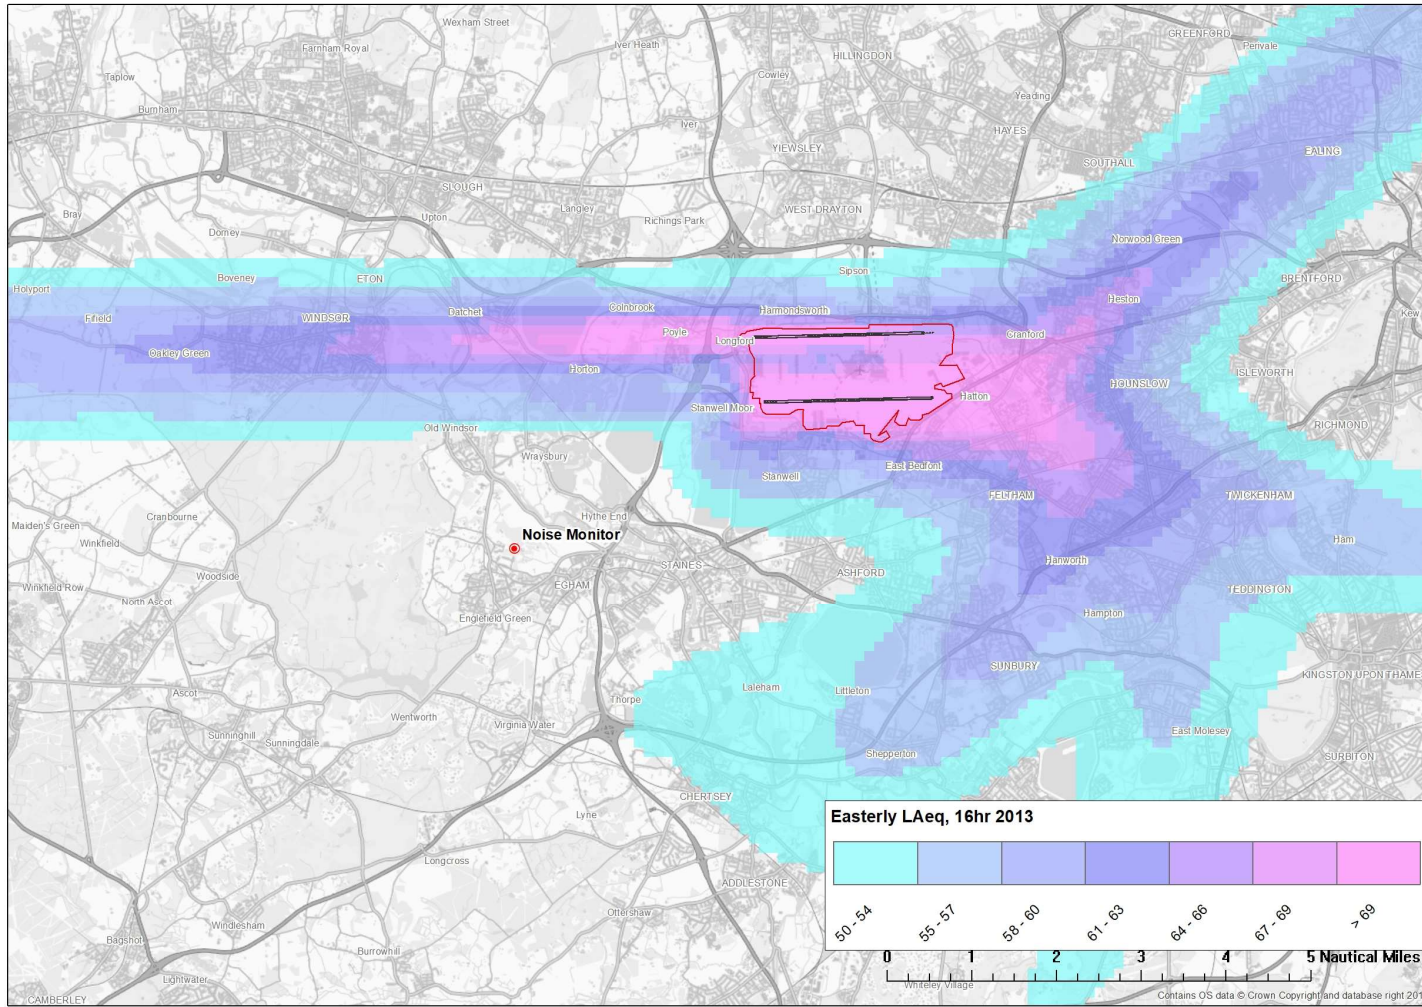 Wexham Street
GREENFORD
Farnham Royal
Iver Heath
HILLINGDON
Perivale
Taplow
Cowley
Burnham
Yeading
Iver
HAYES
YIEWSLEY
EALING
SOUTHALL
SLOUGH
Langley
WEST DRAYTON
Bray
Upton
Richings Park
Dorney
Norwood Green
Boveney
ETON
Sipson
BRENTFORD
Holyport
Heston
Fifield
WINDSOR
Datchet
Colnbrook
Harmondsworth
Kew
Poyle
Longford
Cranford
Oakley Green
Horton
ISLEWORTH
HOUNSLOW
Stanwell Moor
Hatton
Old Windsor
RICHMOND
Wraysbury
Stanwell
East Bedfont
FELTHAM
TWICKENHAM
Cranbourne
Hythe End
Maiden's Green
Noise Monitor
Ham
Winkfield
Hanworth
STAINES
Woodside
EGHAM
ASHFORD
Winkfield Row
TEDDINGTON
North Ascot
Englefield Green
Hampton
SUNBURY
KINGSTON UPON THAMES
Ascot
Laleham
Littleton
Thorpe
Wentworth
Virginia Water
Sunninghill
Sunningdale
East Molesey
Shepperton
SURBITON
CHERTSEY
Lyne
Longcross
ADDLESTONE
Ottershaw
Windlesham
Bagshot
Burrowhill
Lightwater
CAMBERLEY
Easterly LAeq, 16hr 2013
50 - 54
55 - 57
58 - 60
61 - 63
64 - 66
67 - 69
> 69
0 1 2 3 4 5 Nautical Miles
Whiteley Village
Contains OS data © Crown Copyright and database right 201